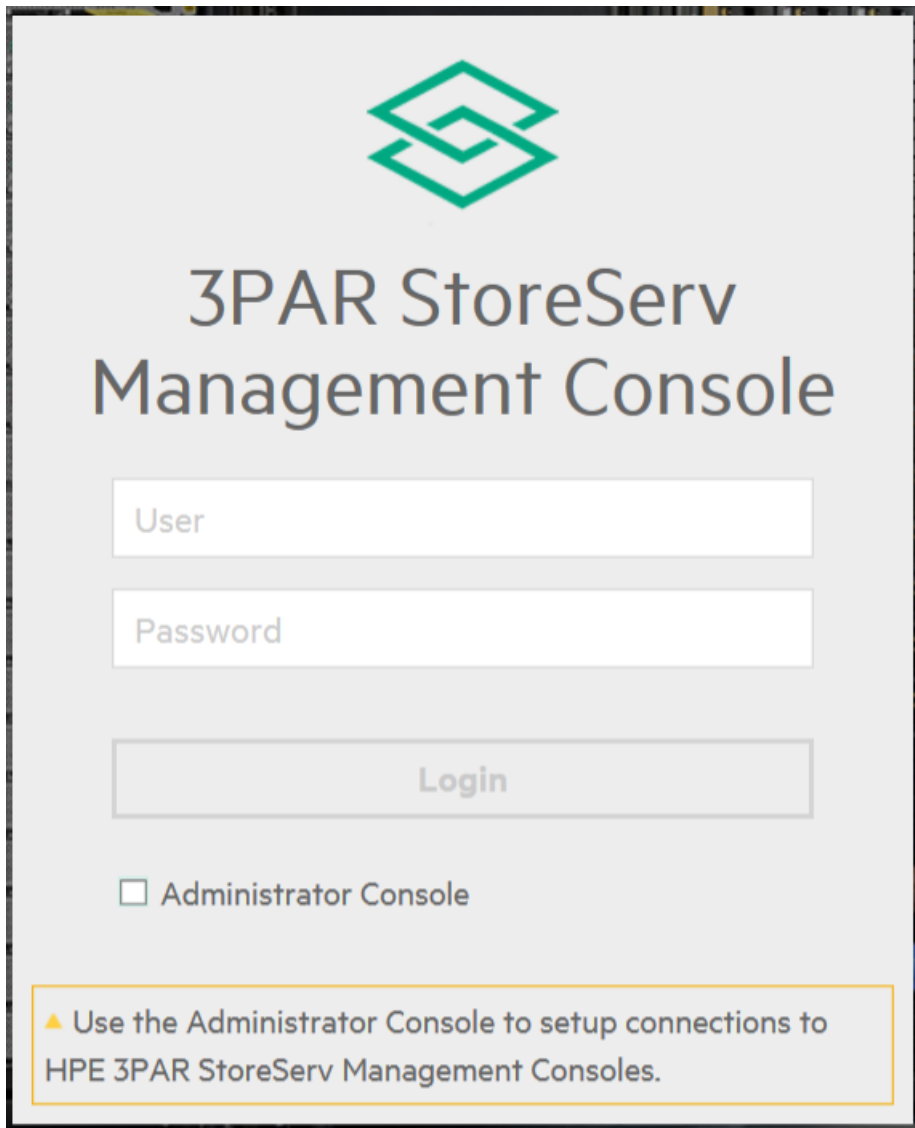 3PAR StoreServ
Management Console
User
Password
Login
Administrator Console
Use the Administrator Console to setup connections to
HPE 3PAR StoreServ Management Consoles.